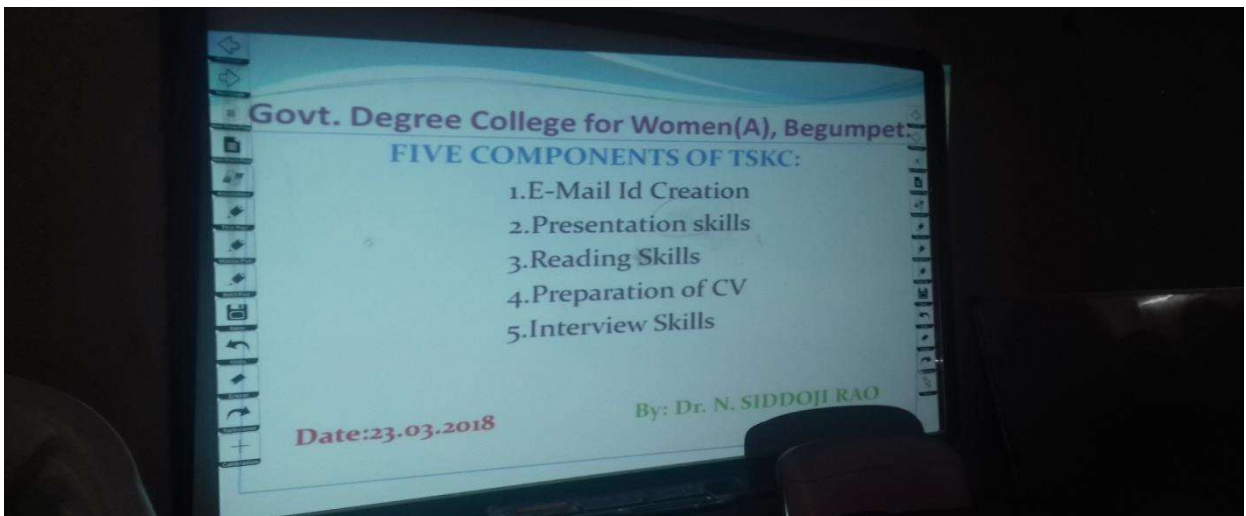 Govt. Degree College for Women(A), Begumpet.
FIVE COMPONENTS OF TSKC:
1.E-Mail Id Creation
2.Presentation skills
3.Reading Skills
4.Preparation of CV
5.Interview Skills
By: Dr. N. SIDDOJI RAO
Date:23.03.2018